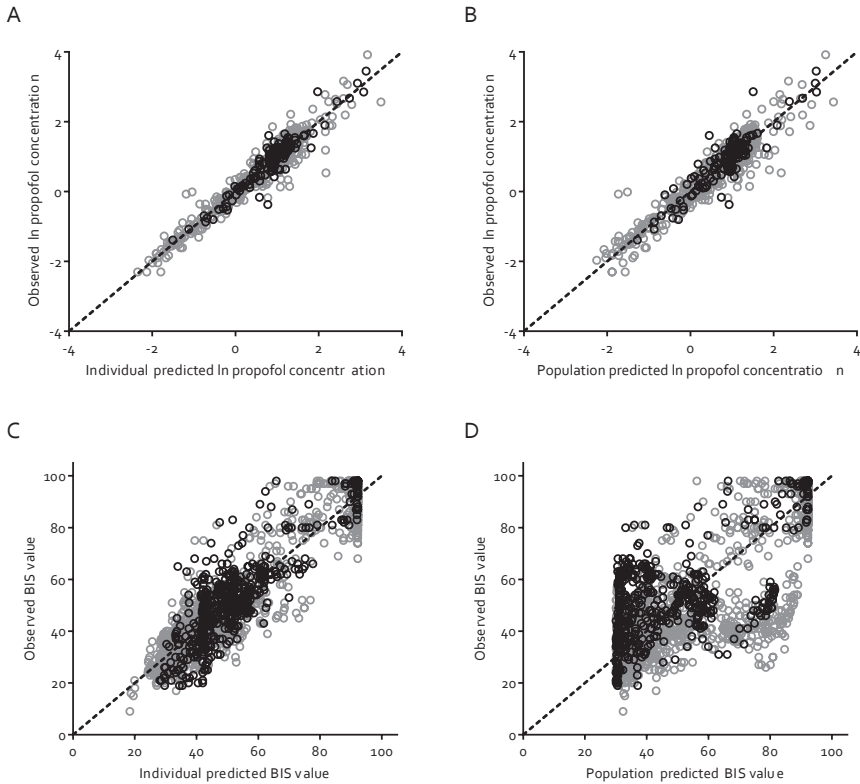 A
B
4
2
0
-2
-4
Observed ln propofol concentratio n
-4 -2 0 2 4
Individual predicted ln propofol concentr ation
4
2
0
-2
-4
Observed ln propofol concentratio n
-4 -2 0 2 4
Population predicted ln propofol concentratio n
C
D
100
80
60
40
20
0
Observed BIS value
0 20 40 60 80 100
Individual predicted BIS value
100
80
60
40
20
0
Observed BIS value
0 20 40 60 80 100
Population predicted BIS value